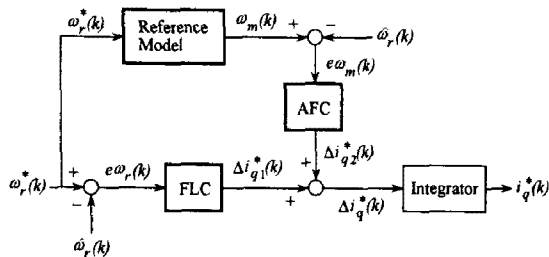 ω_r^*(k)
Reference
Model
ω_m(k)
+
−
ω̂_r(k)
eω_m(k)
AFC
Δi_q2^*(k)
+
ω_r^*(k)
+
−
eω_r(k)
FLC
Δi_q1^*(k)
+
Δi_q^*(k)
Integrator
i_q^*(k)
ω̂_r(k)